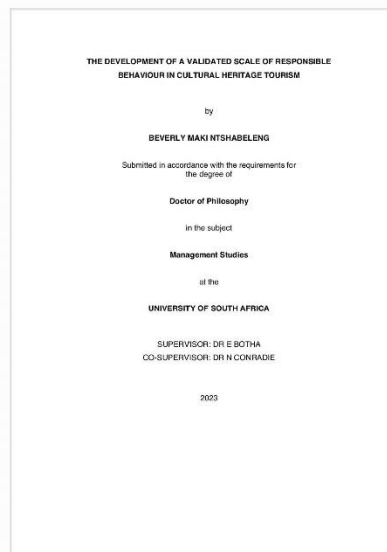 THE DEVELOPMENT OF A VALIDATED SCALE OF RESPONSIBLE
BEHAVIOUR IN CULTURAL HERITAGE TOURISM
by
BEVERLY MAKI NTSHABELENG
Submitted in accordance with the requirements for
the degree of
Doctor of Philosophy
in the subject
Management Studies
at the
UNIVERSITY OF SOUTH AFRICA
SUPERVISOR: DR E BOTHA
CO-SUPERVISOR: DR N CONRADIE
2023